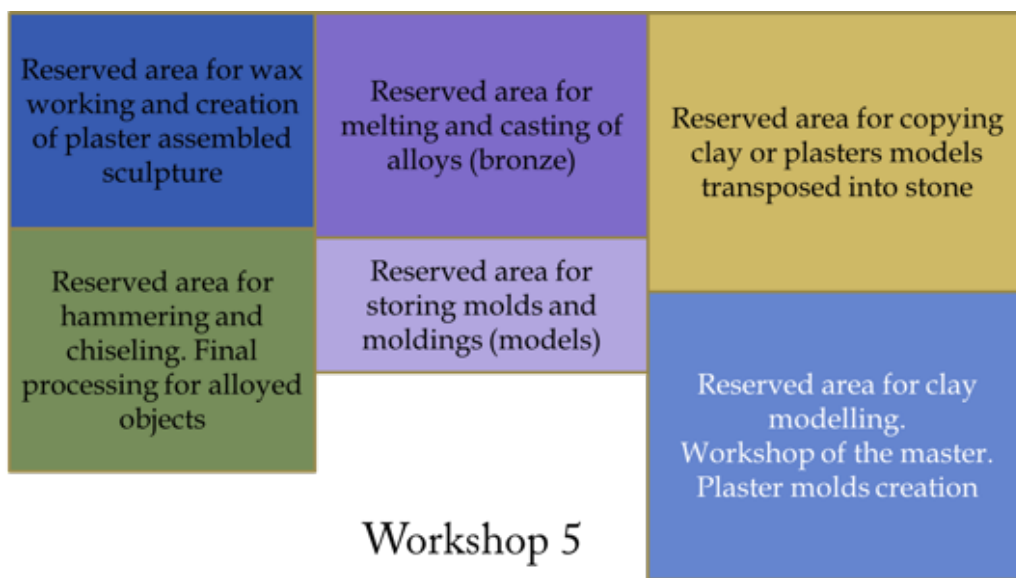 Reserved area for wax
working and creation
of plaster assembled
sculpture
Reserved area for
melting and casting of
alloys (bronze)
Reserved area for copying
clay or plasters models
transposed into stone
Reserved area for
hammering and
chiseling. Final
processing for alloyed
objects
Reserved area for
storing molds and
moldings (models)
Reserved area for clay
modelling.
Workshop of the master.
Plaster molds creation
Workshop 5